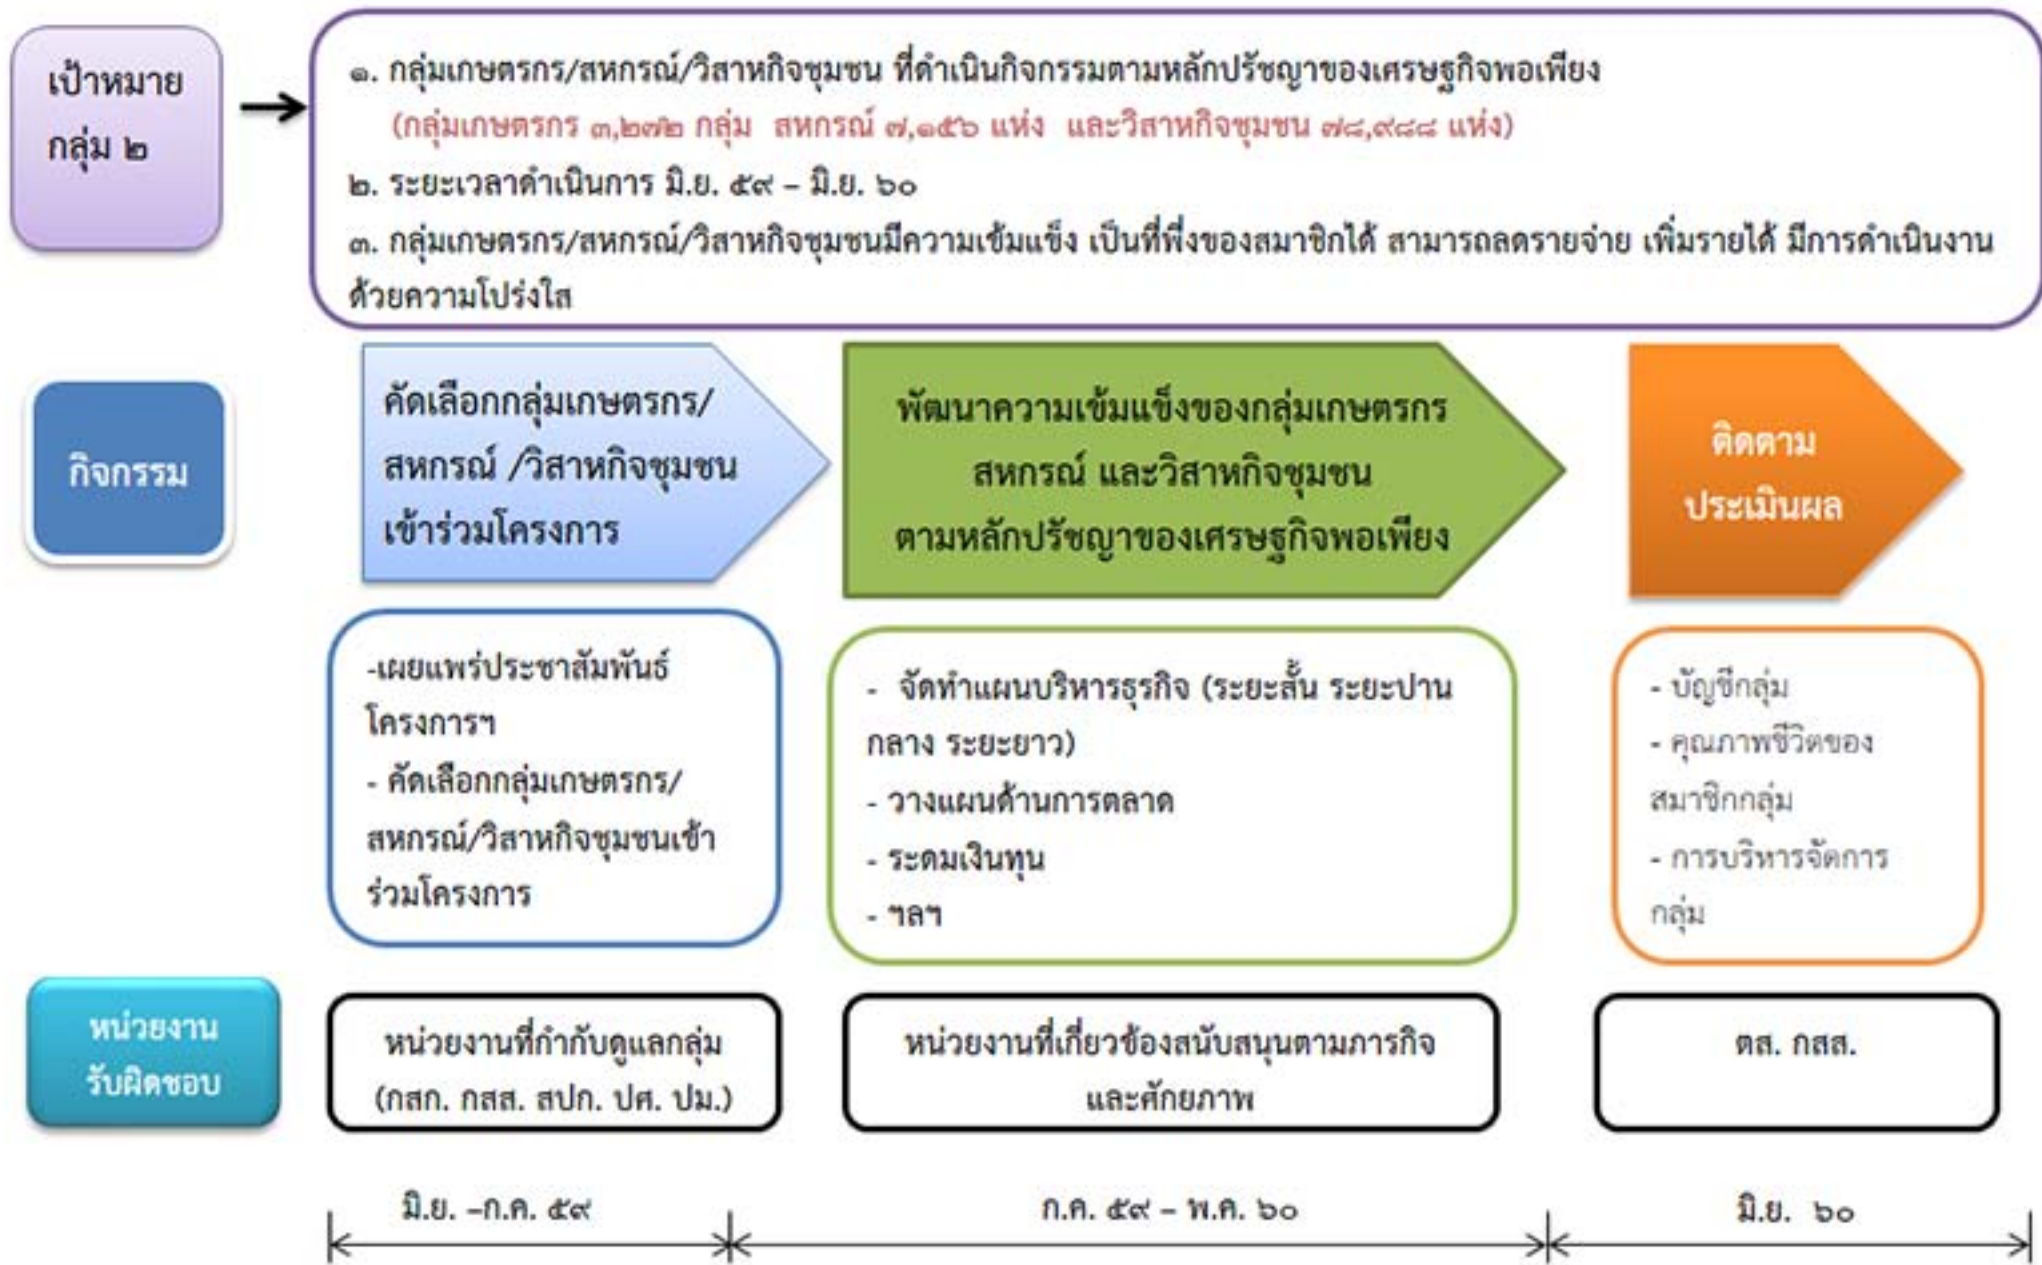 เป้าหมาย
กลุ่ม ๒
๑. กลุ่มเกษตรกร/สหกรณ์/วิสาหกิจชุมชน ที่ดำเนินกิจกรรมตามหลักปรัชญาของเศรษฐกิจพอเพียง
(กลุ่มเกษตรกร ๓,๒๗๒ กลุ่ม สหกรณ์ ๗,๑๕๖ แห่ง และวิสาหกิจชุมชน ๗๘,๙๘๘ แห่ง)
๒. ระยะเวลาดำเนินการ มิ.ย. ๕๙ – มิ.ย. ๖๐
๓. กลุ่มเกษตรกร/สหกรณ์/วิสาหกิจชุมชนมีความเข้มแข็ง เป็นที่พึ่งของสมาชิกได้ สามารถลดรายจ่าย เพิ่มรายได้ มีการดำเนินงาน
ด้วยความโปร่งใส
กิจกรรม
คัดเลือกกลุ่มเกษตรกร/
สหกรณ์ /วิสาหกิจชุมชน
เข้าร่วมโครงการ
พัฒนาความเข้มแข็งของกลุ่มเกษตรกร
สหกรณ์ และวิสาหกิจชุมชน
ตามหลักปรัชญาของเศรษฐกิจพอเพียง
ติดตาม
ประเมินผล
-เผยแพร่ประชาสัมพันธ์
โครงการฯ
- คัดเลือกกลุ่มเกษตรกร/
สหกรณ์/วิสาหกิจชุมชนเข้า
ร่วมโครงการ
- จัดทำแผนบริหารธุรกิจ (ระยะสั้น ระยะปาน
กลาง ระยะยาว)
- วางแผนด้านการตลาด
- ระดมเงินทุน
- ฯลฯ
- บัญชีกลุ่ม
- คุณภาพชีวิตของ
สมาชิกกลุ่ม
- การบริหารจัดการ
กลุ่ม
หน่วยงาน
รับผิดชอบ
หน่วยงานที่กำกับดูแลกลุ่ม
(กสก. กสส. สปก. ปศ. ปม.)
หน่วยงานที่เกี่ยวข้องสนับสนุนตามภารกิจ
และศักยภาพ
ตส. กสส.
มิ.ย. –ก.ค. ๕๙
ก.ค. ๕๙ – พ.ค. ๖๐
มิ.ย. ๖๐